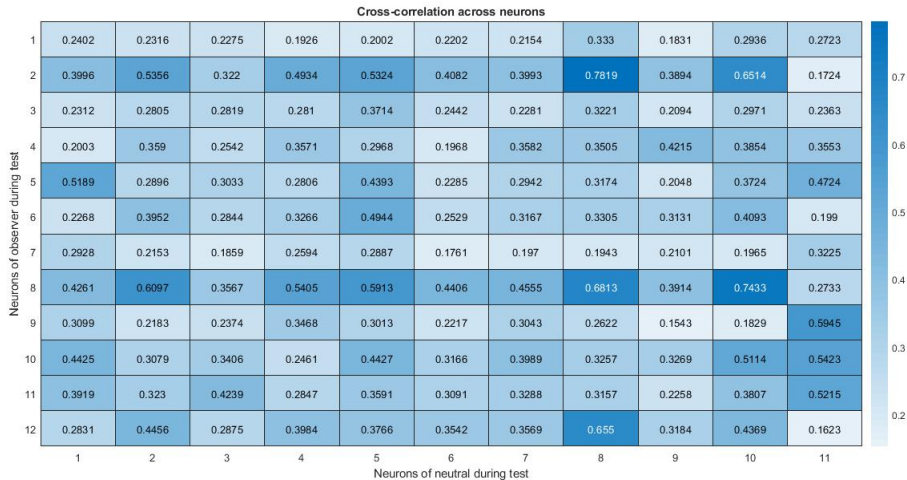 Cross-correlation across neurons
1 0.2402 0.2316 0.2275 0.1926 0.2002 0.2202 0.2154 0.333 0.1831 0.2936 0.2723
2 0.3996 0.5356 0.322 0.4934 0.5324 0.4082 0.3993 0.7819 0.3894 0.6514 0.1724
3 0.2312 0.2805 0.2819 0.281 0.3714 0.2442 0.2281 0.3221 0.2094 0.2971 0.2363
4 0.2003 0.359 0.2542 0.3571 0.2968 0.1968 0.3582 0.3505 0.4215 0.3854 0.3553
5 0.5189 0.2896 0.3033 0.2806 0.4393 0.2285 0.2942 0.3174 0.2048 0.3724 0.4724
6 0.2268 0.3952 0.2844 0.3266 0.4944 0.2529 0.3167 0.3305 0.3131 0.4093 0.199
7 0.2928 0.2153 0.1859 0.2594 0.2887 0.1761 0.197 0.1943 0.2101 0.1965 0.3225
8 0.4261 0.6097 0.3567 0.5405 0.5913 0.4406 0.4555 0.6813 0.3914 0.7433 0.2733
9 0.3099 0.2183 0.2374 0.3468 0.3013 0.2217 0.3043 0.2622 0.1543 0.1829 0.5945
10 0.4425 0.3079 0.3406 0.2461 0.4427 0.3166 0.3989 0.3257 0.3269 0.5114 0.5423
11 0.3919 0.323 0.4239 0.2847 0.3591 0.3091 0.3288 0.3157 0.2258 0.3807 0.5215
12 0.2831 0.4456 0.2875 0.3984 0.3766 0.3542 0.3569 0.655 0.3184 0.4369 0.1623
1 2 3 4 5 6 7 8 9 10 11
Neurons of neutral during test
Neurons of observer during test
0.7
0.6
0.5
0.4
0.3
0.2